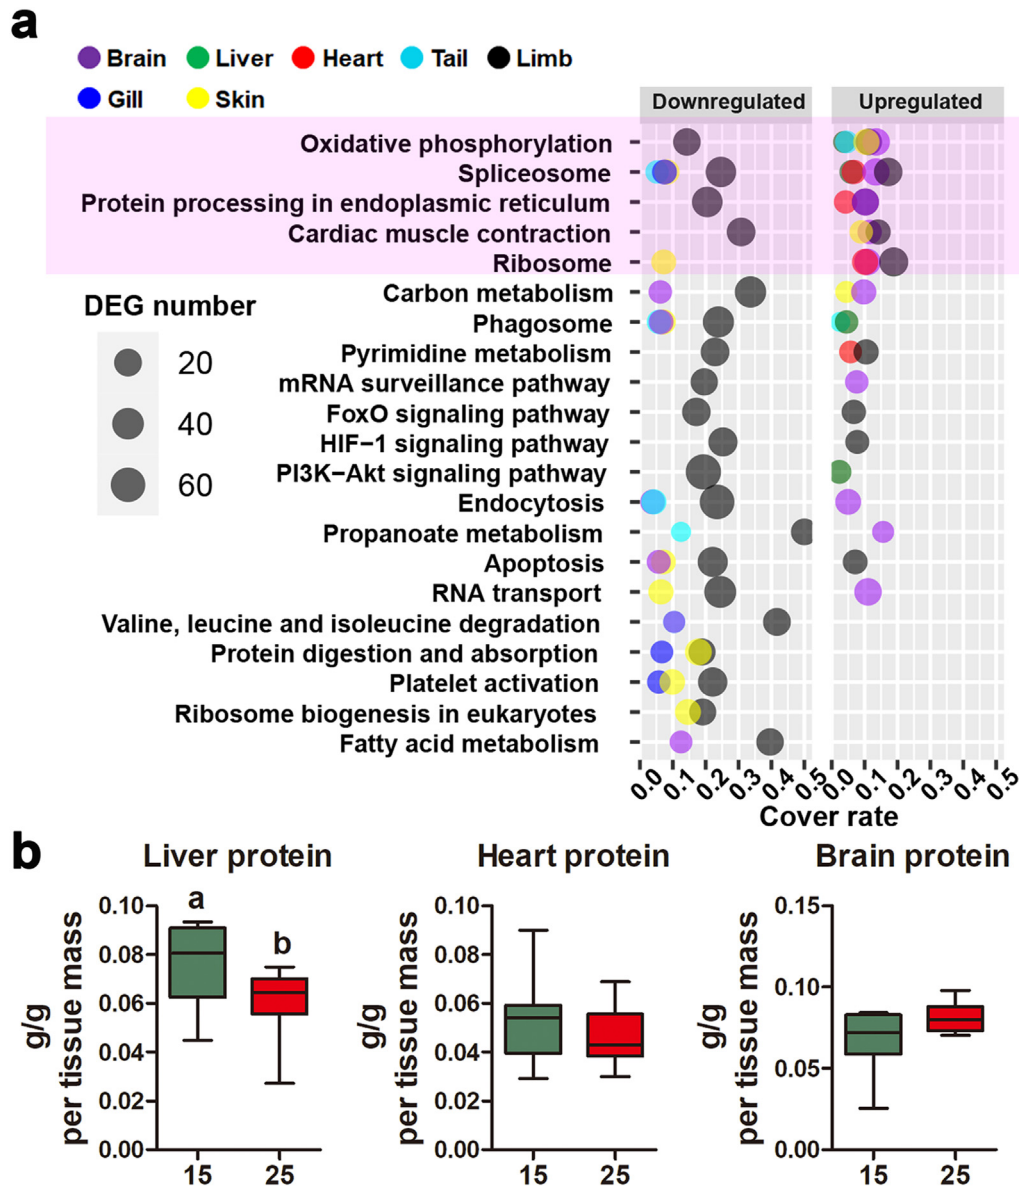 a
Brain Liver Heart Tail Limb
Gill Skin
Downregulated Upregulated
Oxidative phosphorylation
Spliceosome
Protein processing in endoplasmic reticulum
Cardiac muscle contraction
Ribosome
Carbon metabolism
DEG number
Phagosome
20
Pyrimidine metabolism
mRNA surveillance pathway
FoxO signaling pathway
40
HIF−1 signaling pathway
PI3K−Akt signaling pathway
60
Endocytosis
Propanoate metabolism
Apoptosis
RNA transport
Valine, leucine and isoleucine degradation
Protein digestion and absorption
Platelet activation
Ribosome biogenesis in eukaryotes
Fatty acid metabolism
0.0 0.1 0.2 0.3 0.4 0.5 0.0 0.1 0.2 0.3 0.4 0.5
Cover rate
b
Liver protein Heart protein Brain protein
g/g
per tissue mass
0.10
0.08
0.06
0.04
0.02
0.00
a
b
15 25
g/g
per tissue mass
0.10
0.08
0.06
0.04
0.02
0.00
15 25
g/g
per tissue mass
0.15
0.10
0.05
0.00
15 25